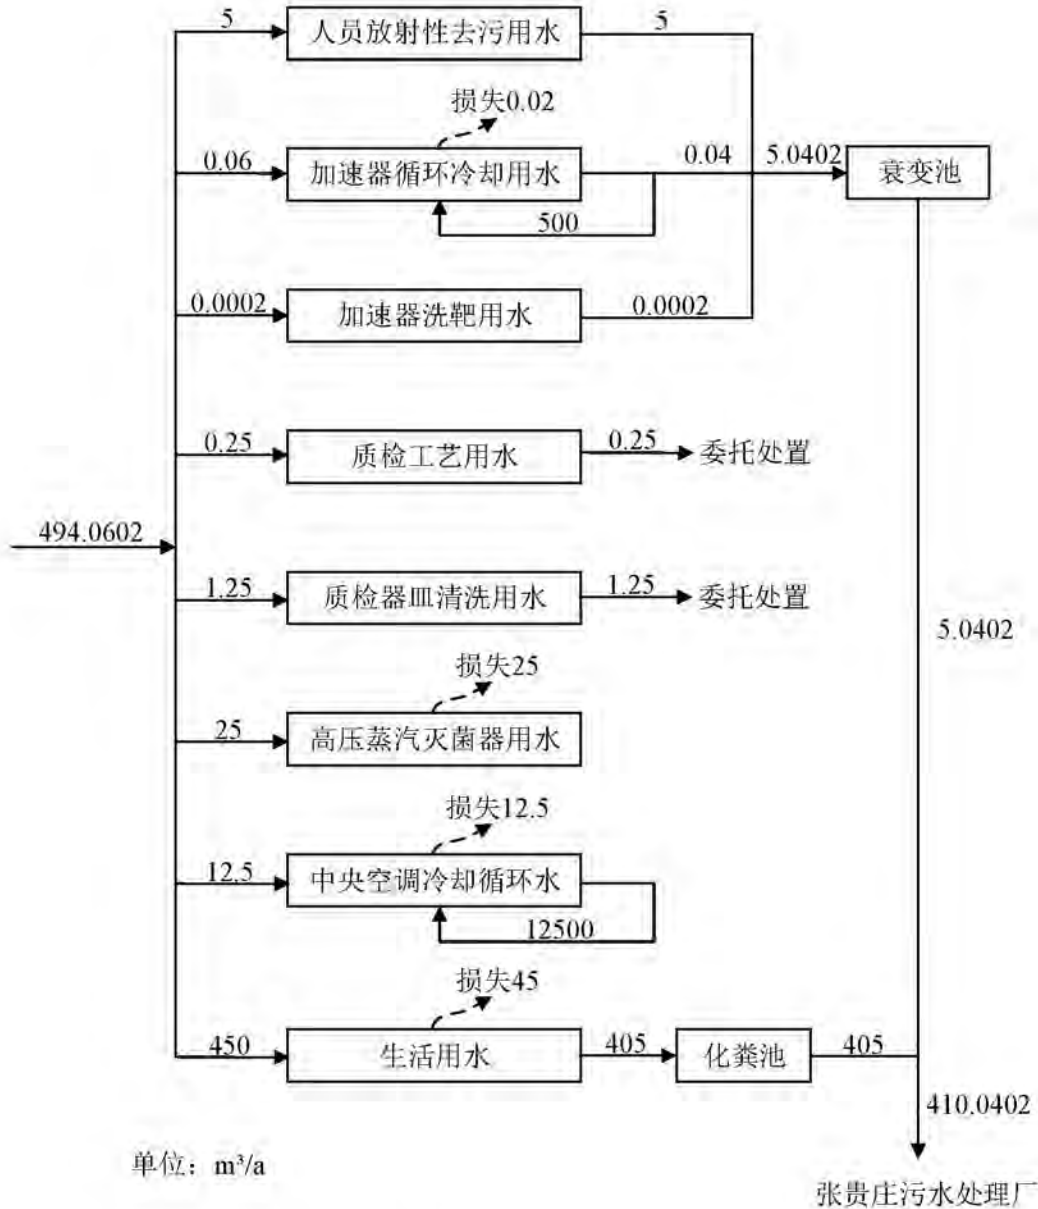 5 人员放射性去污用水 5
损失0.02
0.06 加速器循环冷却用水 0.04 5.0402 衰变池
500
0.0002 加速器洗靶用水 0.0002
0.25 质检工艺用水 0.25 委托处置
494.0602
1.25 质检器皿清洗用水 1.25 委托处置
5.0402
损失25
25 高压蒸汽灭菌器用水
损失12.5
12.5 中央空调冷却循环水
12500
损失45
450 生活用水 405 化粪池 405
410.0402
单位：m³/a
张贵庄污水处理厂